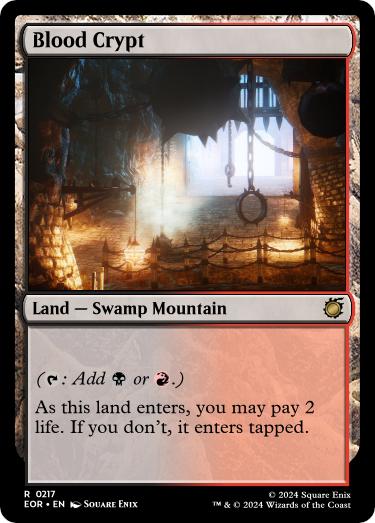 Blood Crypt
Land — Swamp Mountain
(: Add or .)
As this land enters, you may pay 2
life. If you don't, it enters tapped.
R 0217
EOR • EN SQUARE ENIX
© 2024 Square Enix
™ & © 2024 Wizards of the Coast